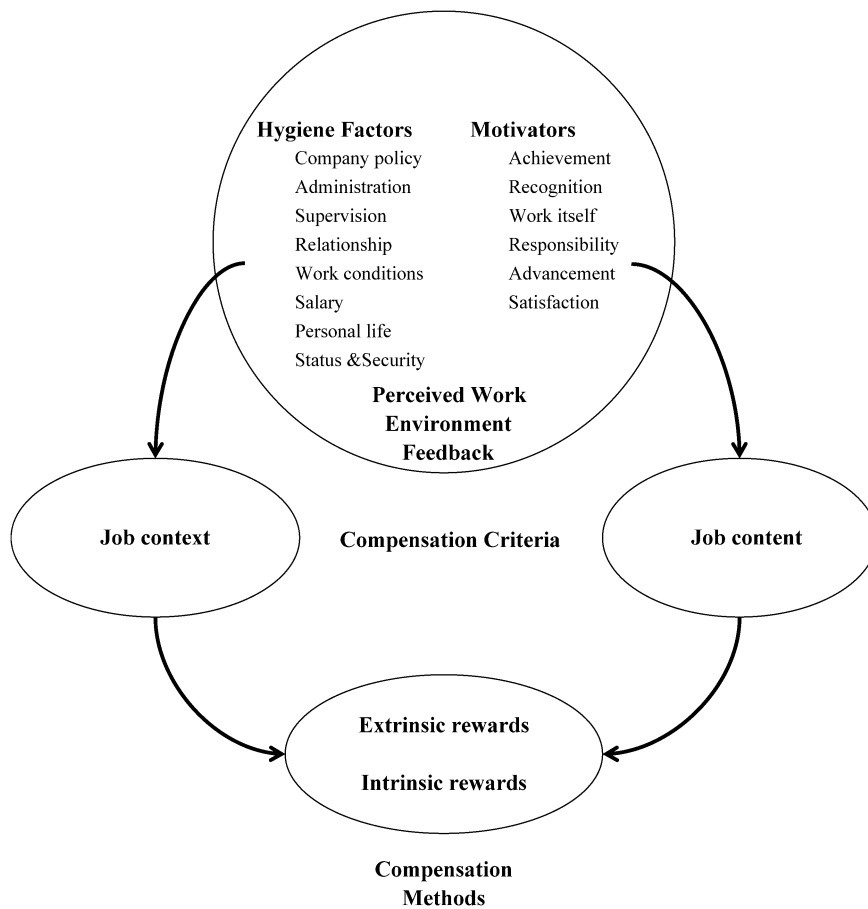 Hygiene Factors
Company policy
Administration
Supervision
Relationship
Work conditions
Salary
Personal life
Status &Security
Motivators
Achievement
Recognition
Work itself
Responsibility
Advancement
Satisfaction
Perceived Work
Environment
Feedback
Job context
Compensation Criteria
Job content
Extrinsic rewards
Intrinsic rewards
Compensation
Methods